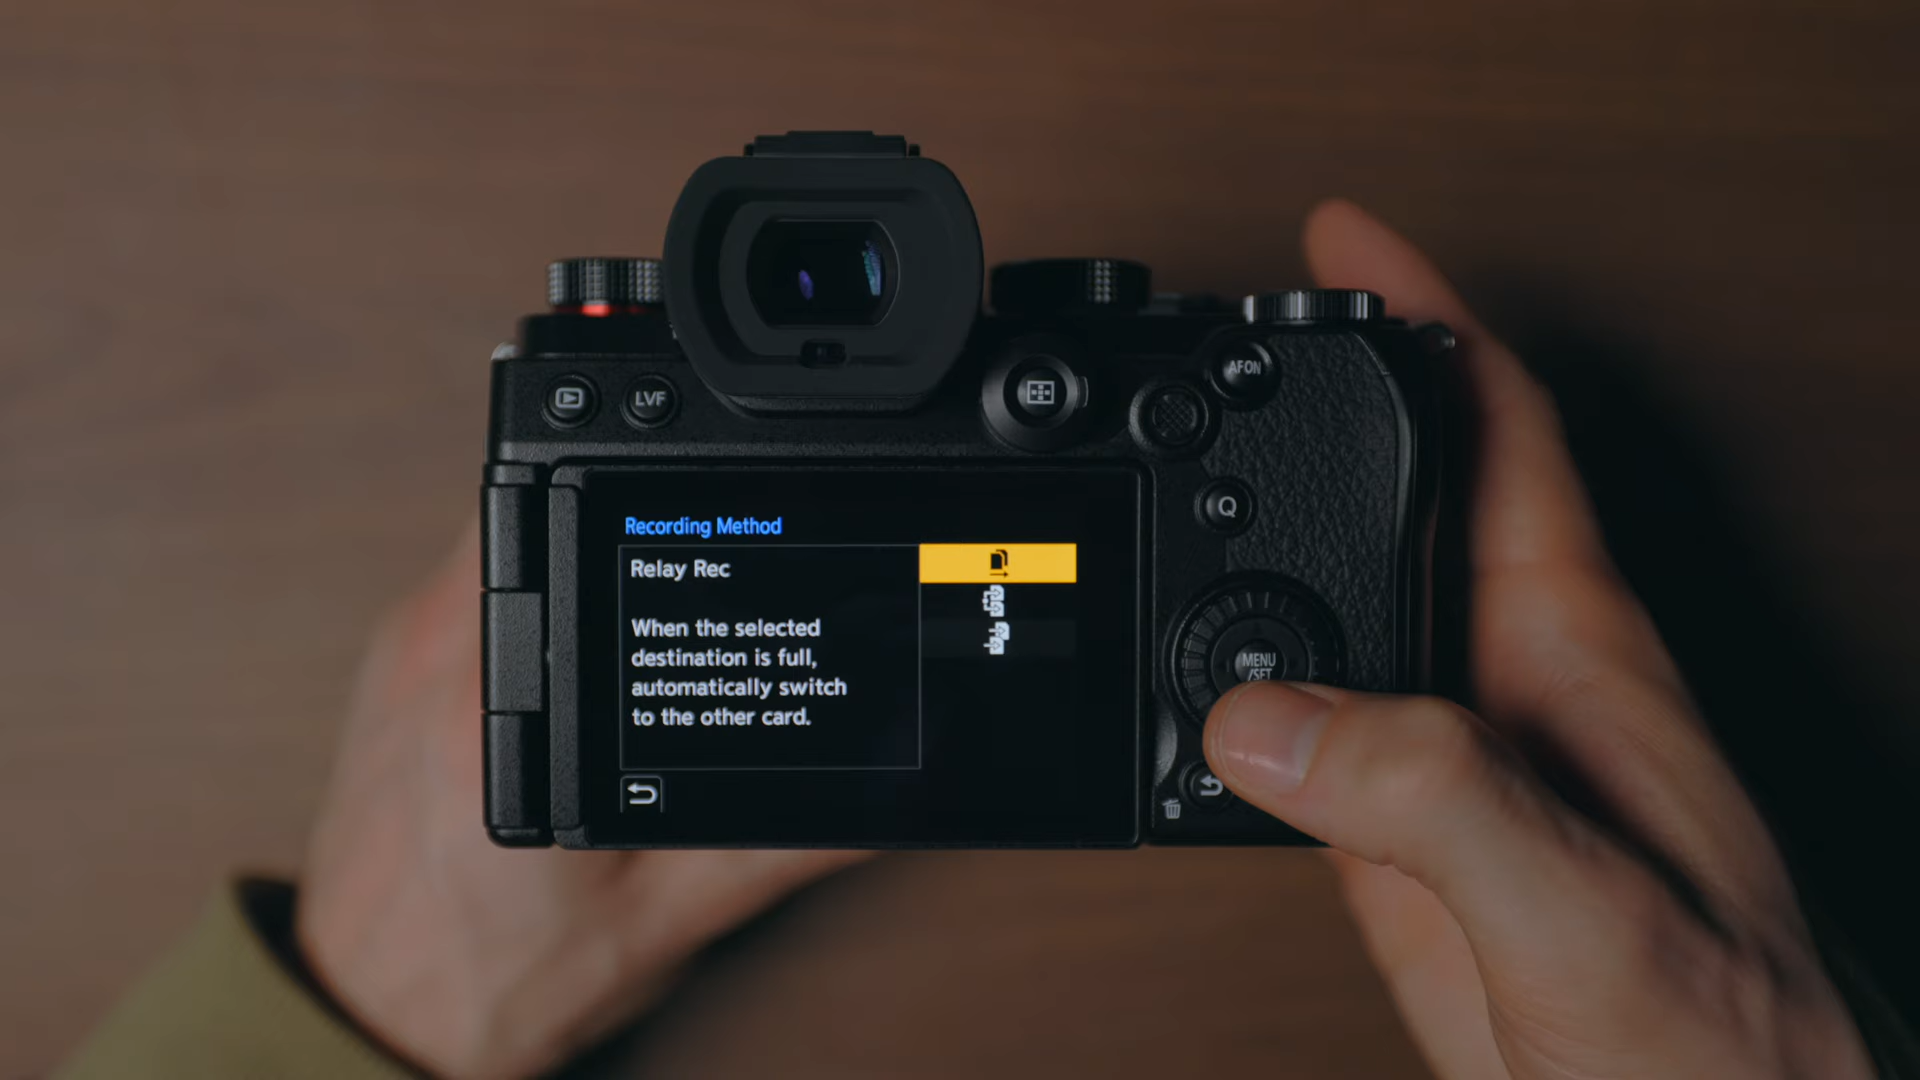 LVF
AFON
Q
Recording Method
Relay Rec
When the selected
destination is full,
automatically switch
to the other card.
MENU
/SET